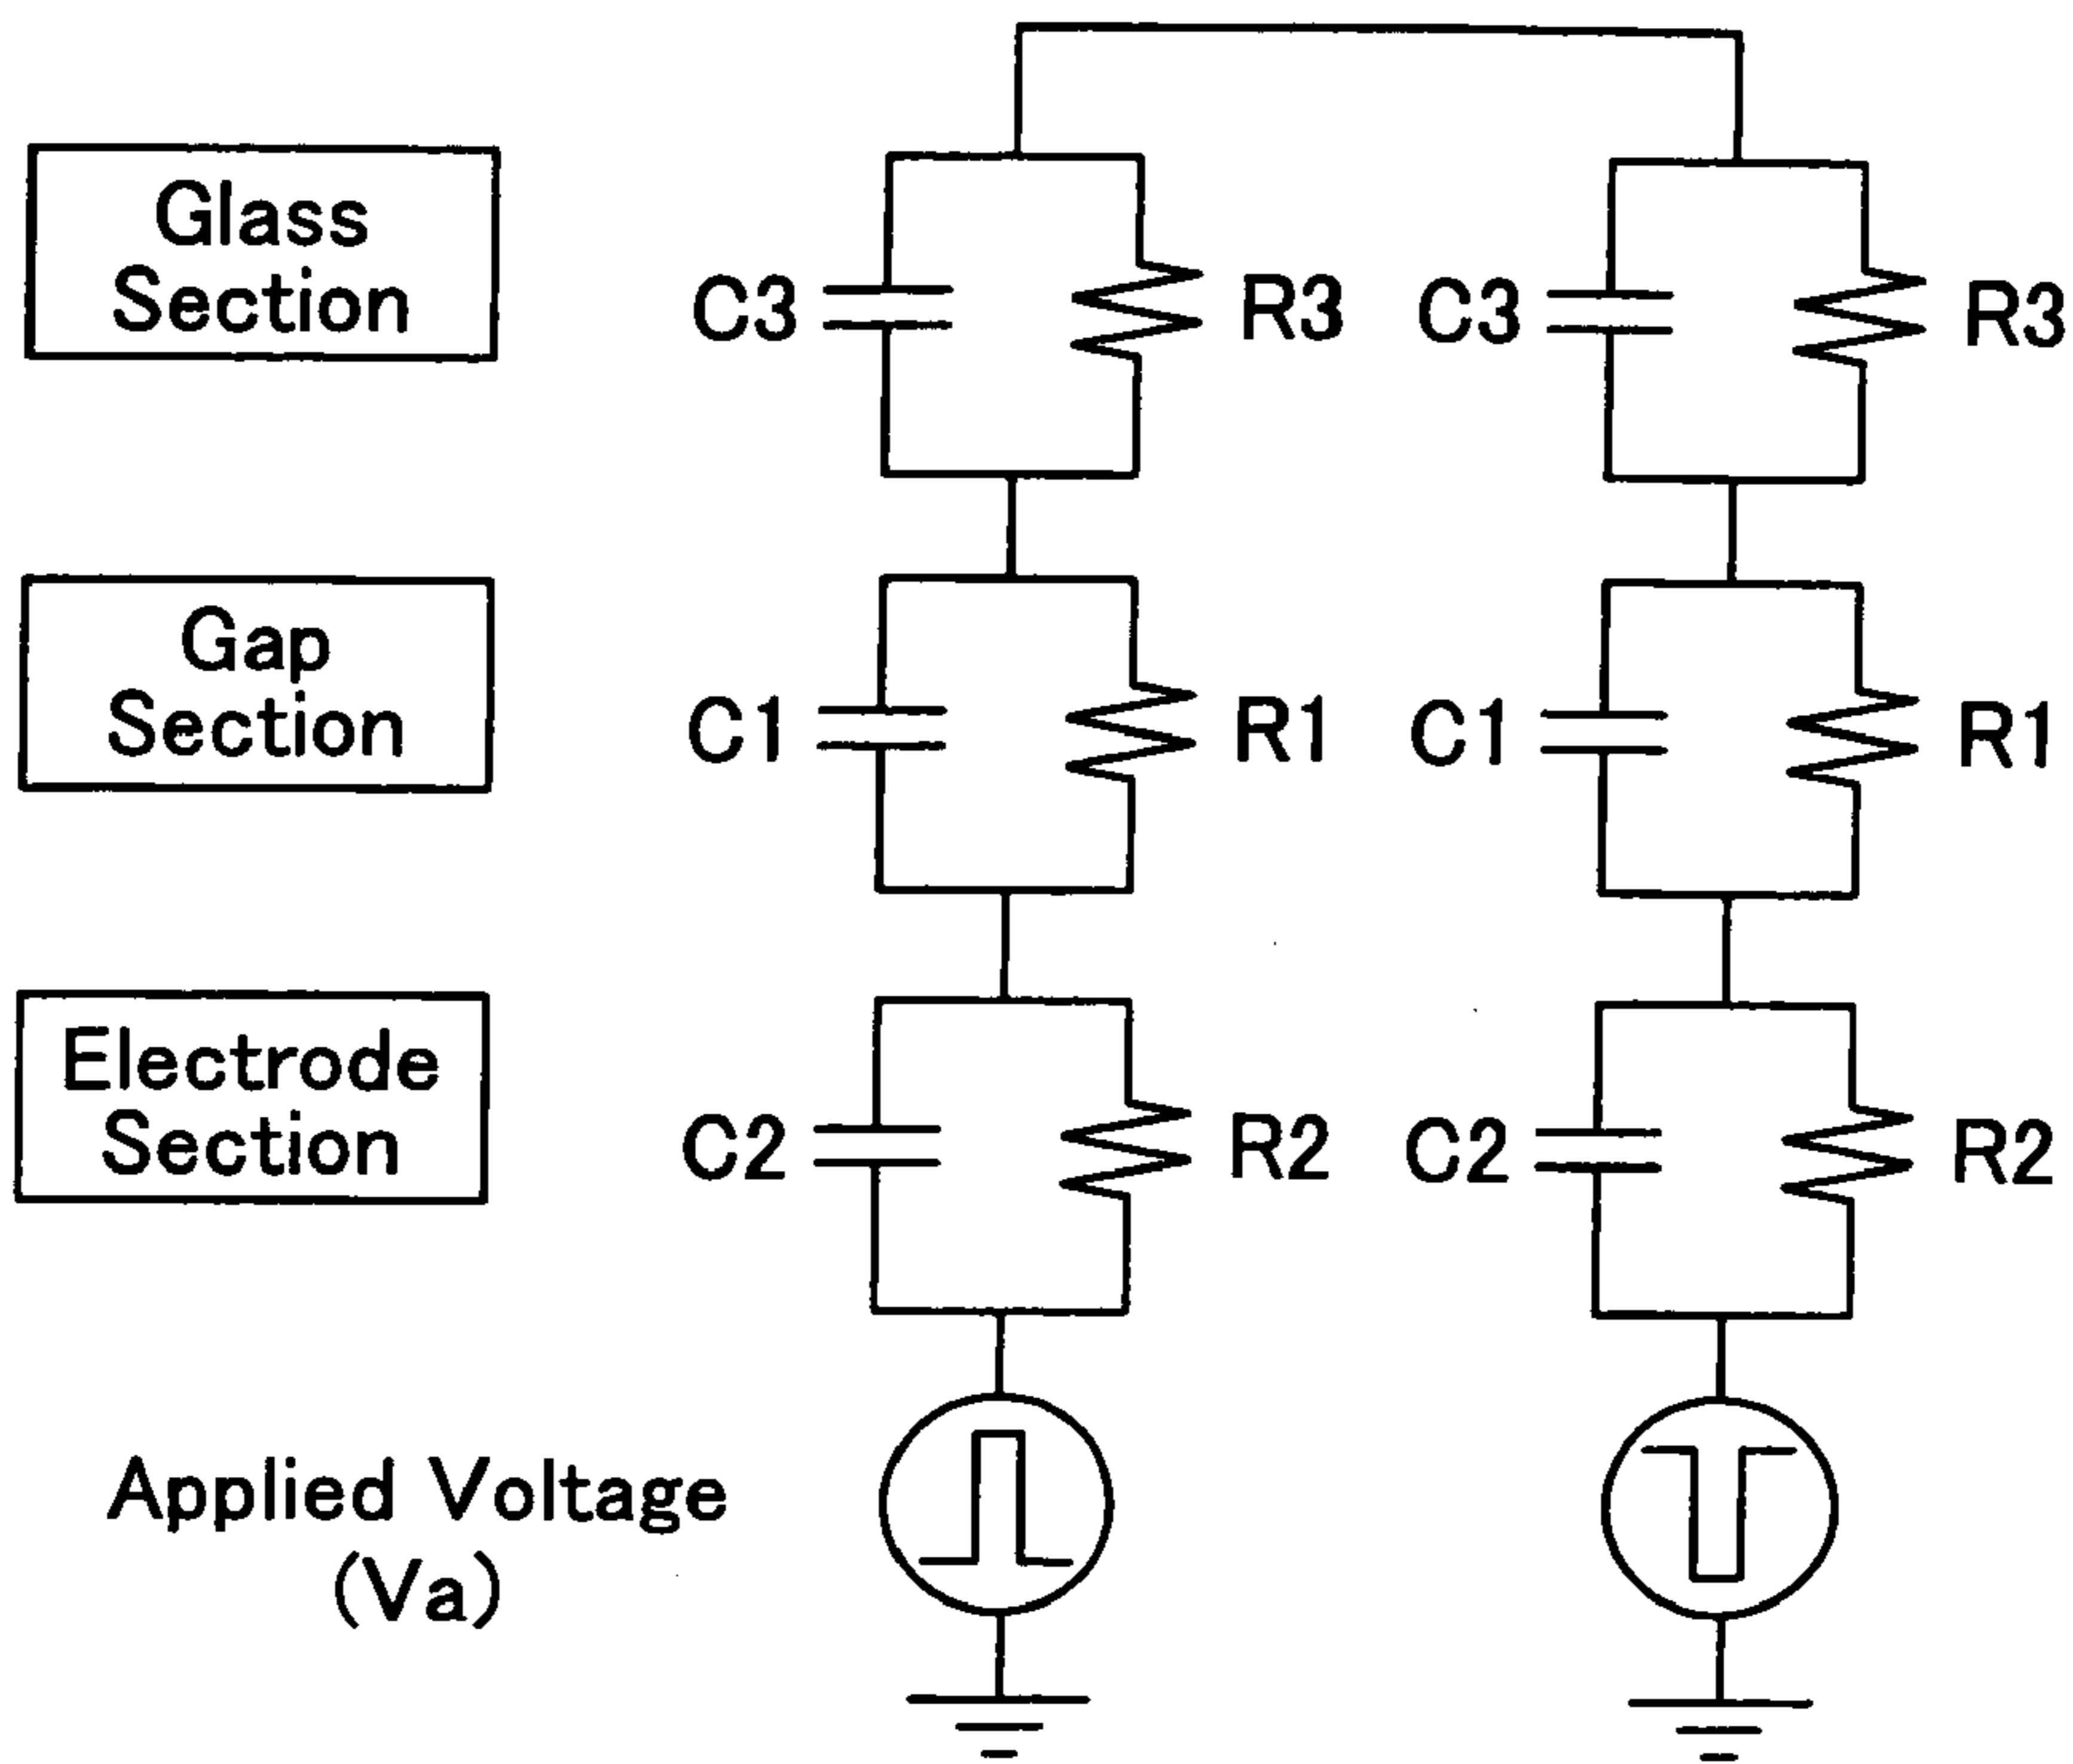 Glass
Section
C3 R3 C3 R3
Gap
Section
C1 R1 C1 R1
Electrode
Section
C2 R2 C2 R2
Applied Voltage
(Va)